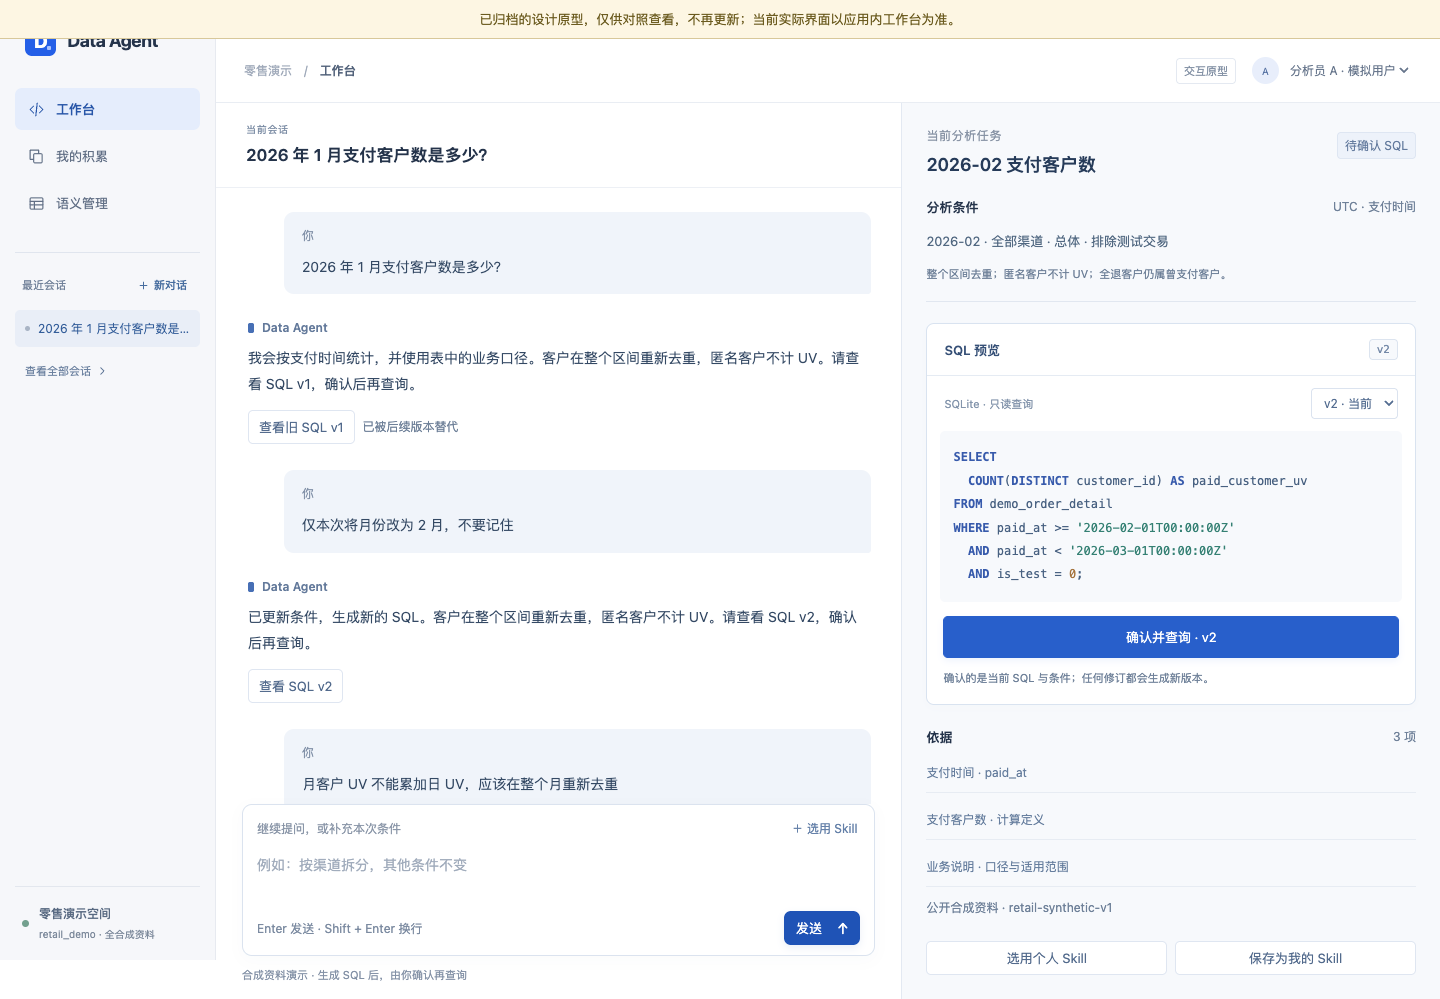 已归档的设计原型，仅供对照查看，不再更新；当前实际界面以应用内工作台为准。
D.
Data Agent
工作台
我的积累
语义管理
最近会话
+ 新对话
2026 年 1 月支付客户数是...
查看全部会话 >
零售演示空间
retail_demo · 全合成资料
零售演示 / 工作台
交互原型
A
分析员 A · 模拟用户
当前会话
2026 年 1 月支付客户数是多少？
你
2026 年 1 月支付客户数是多少？
Data Agent
我会按支付时间统计，并使用表中的业务口径。客户在整个区间重新去重，匿名客户不计 UV。请查
看 SQL v1，确认后再查询。
查看旧 SQL v1
已被后续版本替代
你
仅本次将月份改为 2 月，不要记住
Data Agent
已更新条件，生成新的 SQL。客户在整个区间重新去重，匿名客户不计 UV。请查看 SQL v2，确认
后再查询。
查看 SQL v2
你
月客户 UV 不能累加日 UV，应该在整个月重新去重
继续提问，或补充本次条件
+ 选用 Skill
例如：按渠道拆分，其他条件不变
Enter 发送 · Shift + Enter 换行
发送 ↑
合成资料演示 · 生成 SQL 后，由你确认再查询
当前分析任务
2026-02 支付客户数
待确认 SQL
分析条件
UTC · 支付时间
2026-02 · 全部渠道 · 总体 · 排除测试交易
整个区间去重；匿名客户不计 UV；全退客户仍属曾支付客户。
SQL 预览
v2
SQLite · 只读查询
v2 · 当前
SELECT
COUNT(DISTINCT customer_id) AS paid_customer_uv
FROM demo_order_detail
WHERE paid_at >= '2026-02-01T00:00:00Z'
AND paid_at < '2026-03-01T00:00:00Z'
AND is_test = 0;
确认并查询 · v2
确认的是当前 SQL 与条件；任何修订都会生成新版本。
依据
3 项
支付时间 · paid_at
支付客户数 · 计算定义
业务说明 · 口径与适用范围
公开合成资料 · retail-synthetic-v1
选用个人 Skill
保存为我的 Skill